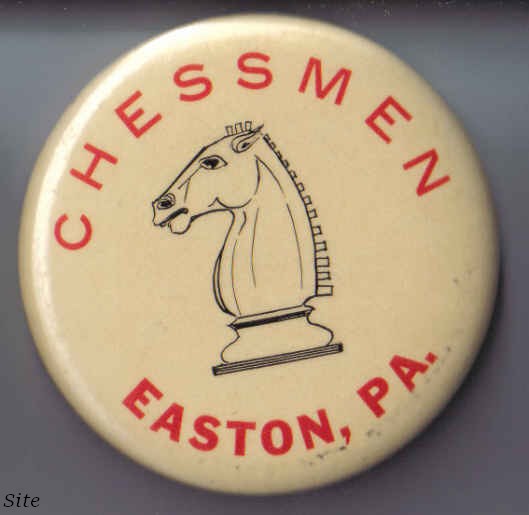 CHESSMEN
EASTON, PA.
Site